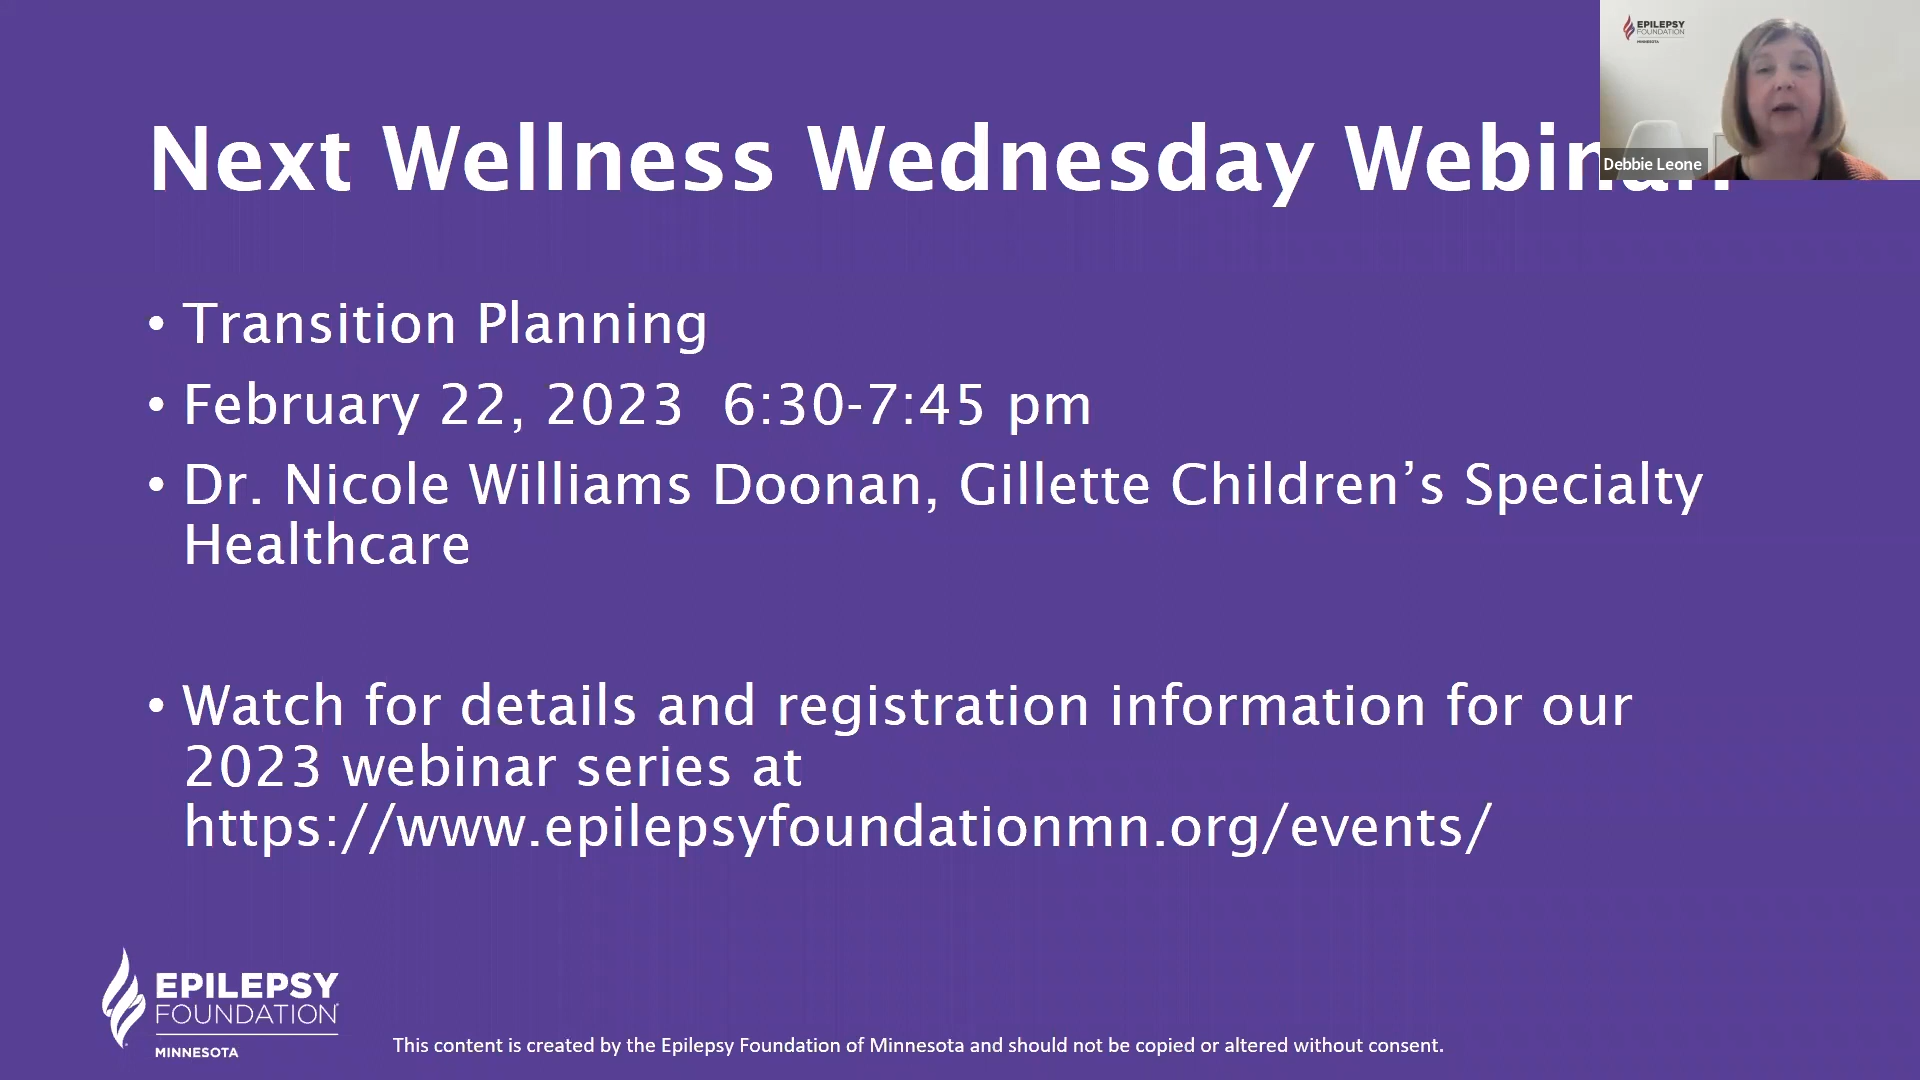 EPILEPSY
FOUNDATION
MINNESOTA
Debbie Leone
Next Wellness Wednesday
• Transition Planning
• February 22, 2023  6:30-7:45 pm
• Dr. Nicole Williams Doonan, Gillette Children’s Specialty
Healthcare
• Watch for details and registration information for our
2023 webinar series at
https://www.epilepsyfoundationmn.org/events/
EPILEPSY
FOUNDATION
MINNESOTA
This content is created by the Epilepsy Foundation of Minnesota and should not be copied or altered without consent.